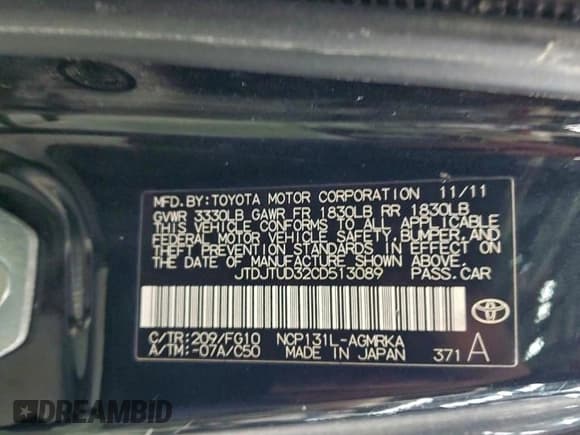 MFD. BY: TOYOTA MOTOR CORPORATION 11/11
GVWR 3330LB GAWR FR 1830LB RR 1830LB
THIS VEHICLE CONFORMS TO ALL APPLICABLE
FEDERAL MOTOR VEHICLE SAFETY, BUMPER, AND
THEFT PREVENTION STANDARDS IN EFFECT ON
THE DATE OF MANUFACTURE SHOWN ABOVE.
JTDJTUD32CD513089 PASS. CAR
C/TR: 209/FG10 NCP131L-AGMRKA
A/TM: -07A/C50 MADE IN JAPAN 371 A
DREAMBID